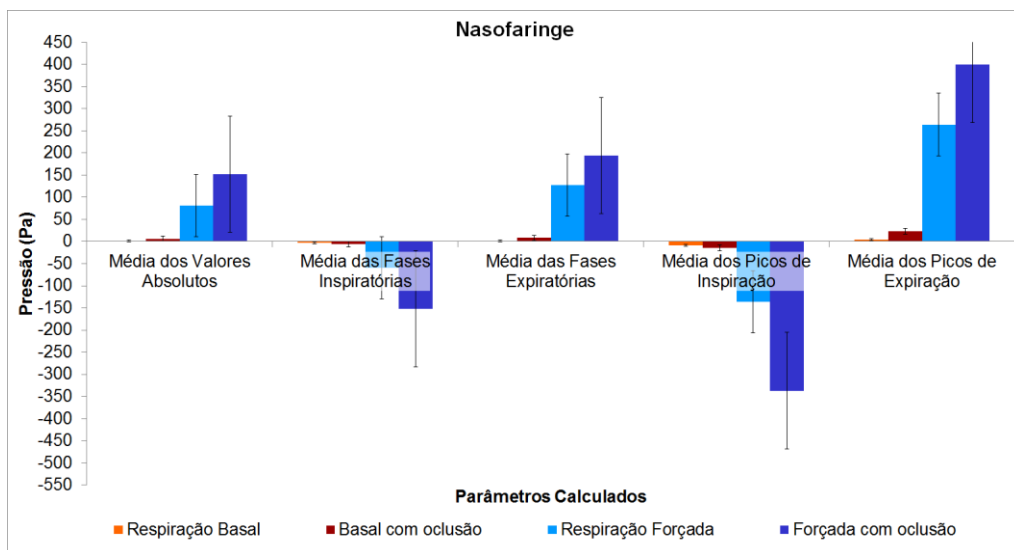 Nasofaringe
450
400
350
300
250
200
150
100
50
0
-50
-100
-150
-200
-250
-300
-350
-400
-450
-500
-550
Pressão (Pa)
Média dos Valores
Absolutos
Média das Fases
Inspiratórias
Média das Fases
Expiratórias
Média dos Picos de
Inspiração
Média dos Picos de
Expiração
Parâmetros Calculados
Respiração Basal
Basal com oclusão
Respiração Forçada
Forçada com oclusão